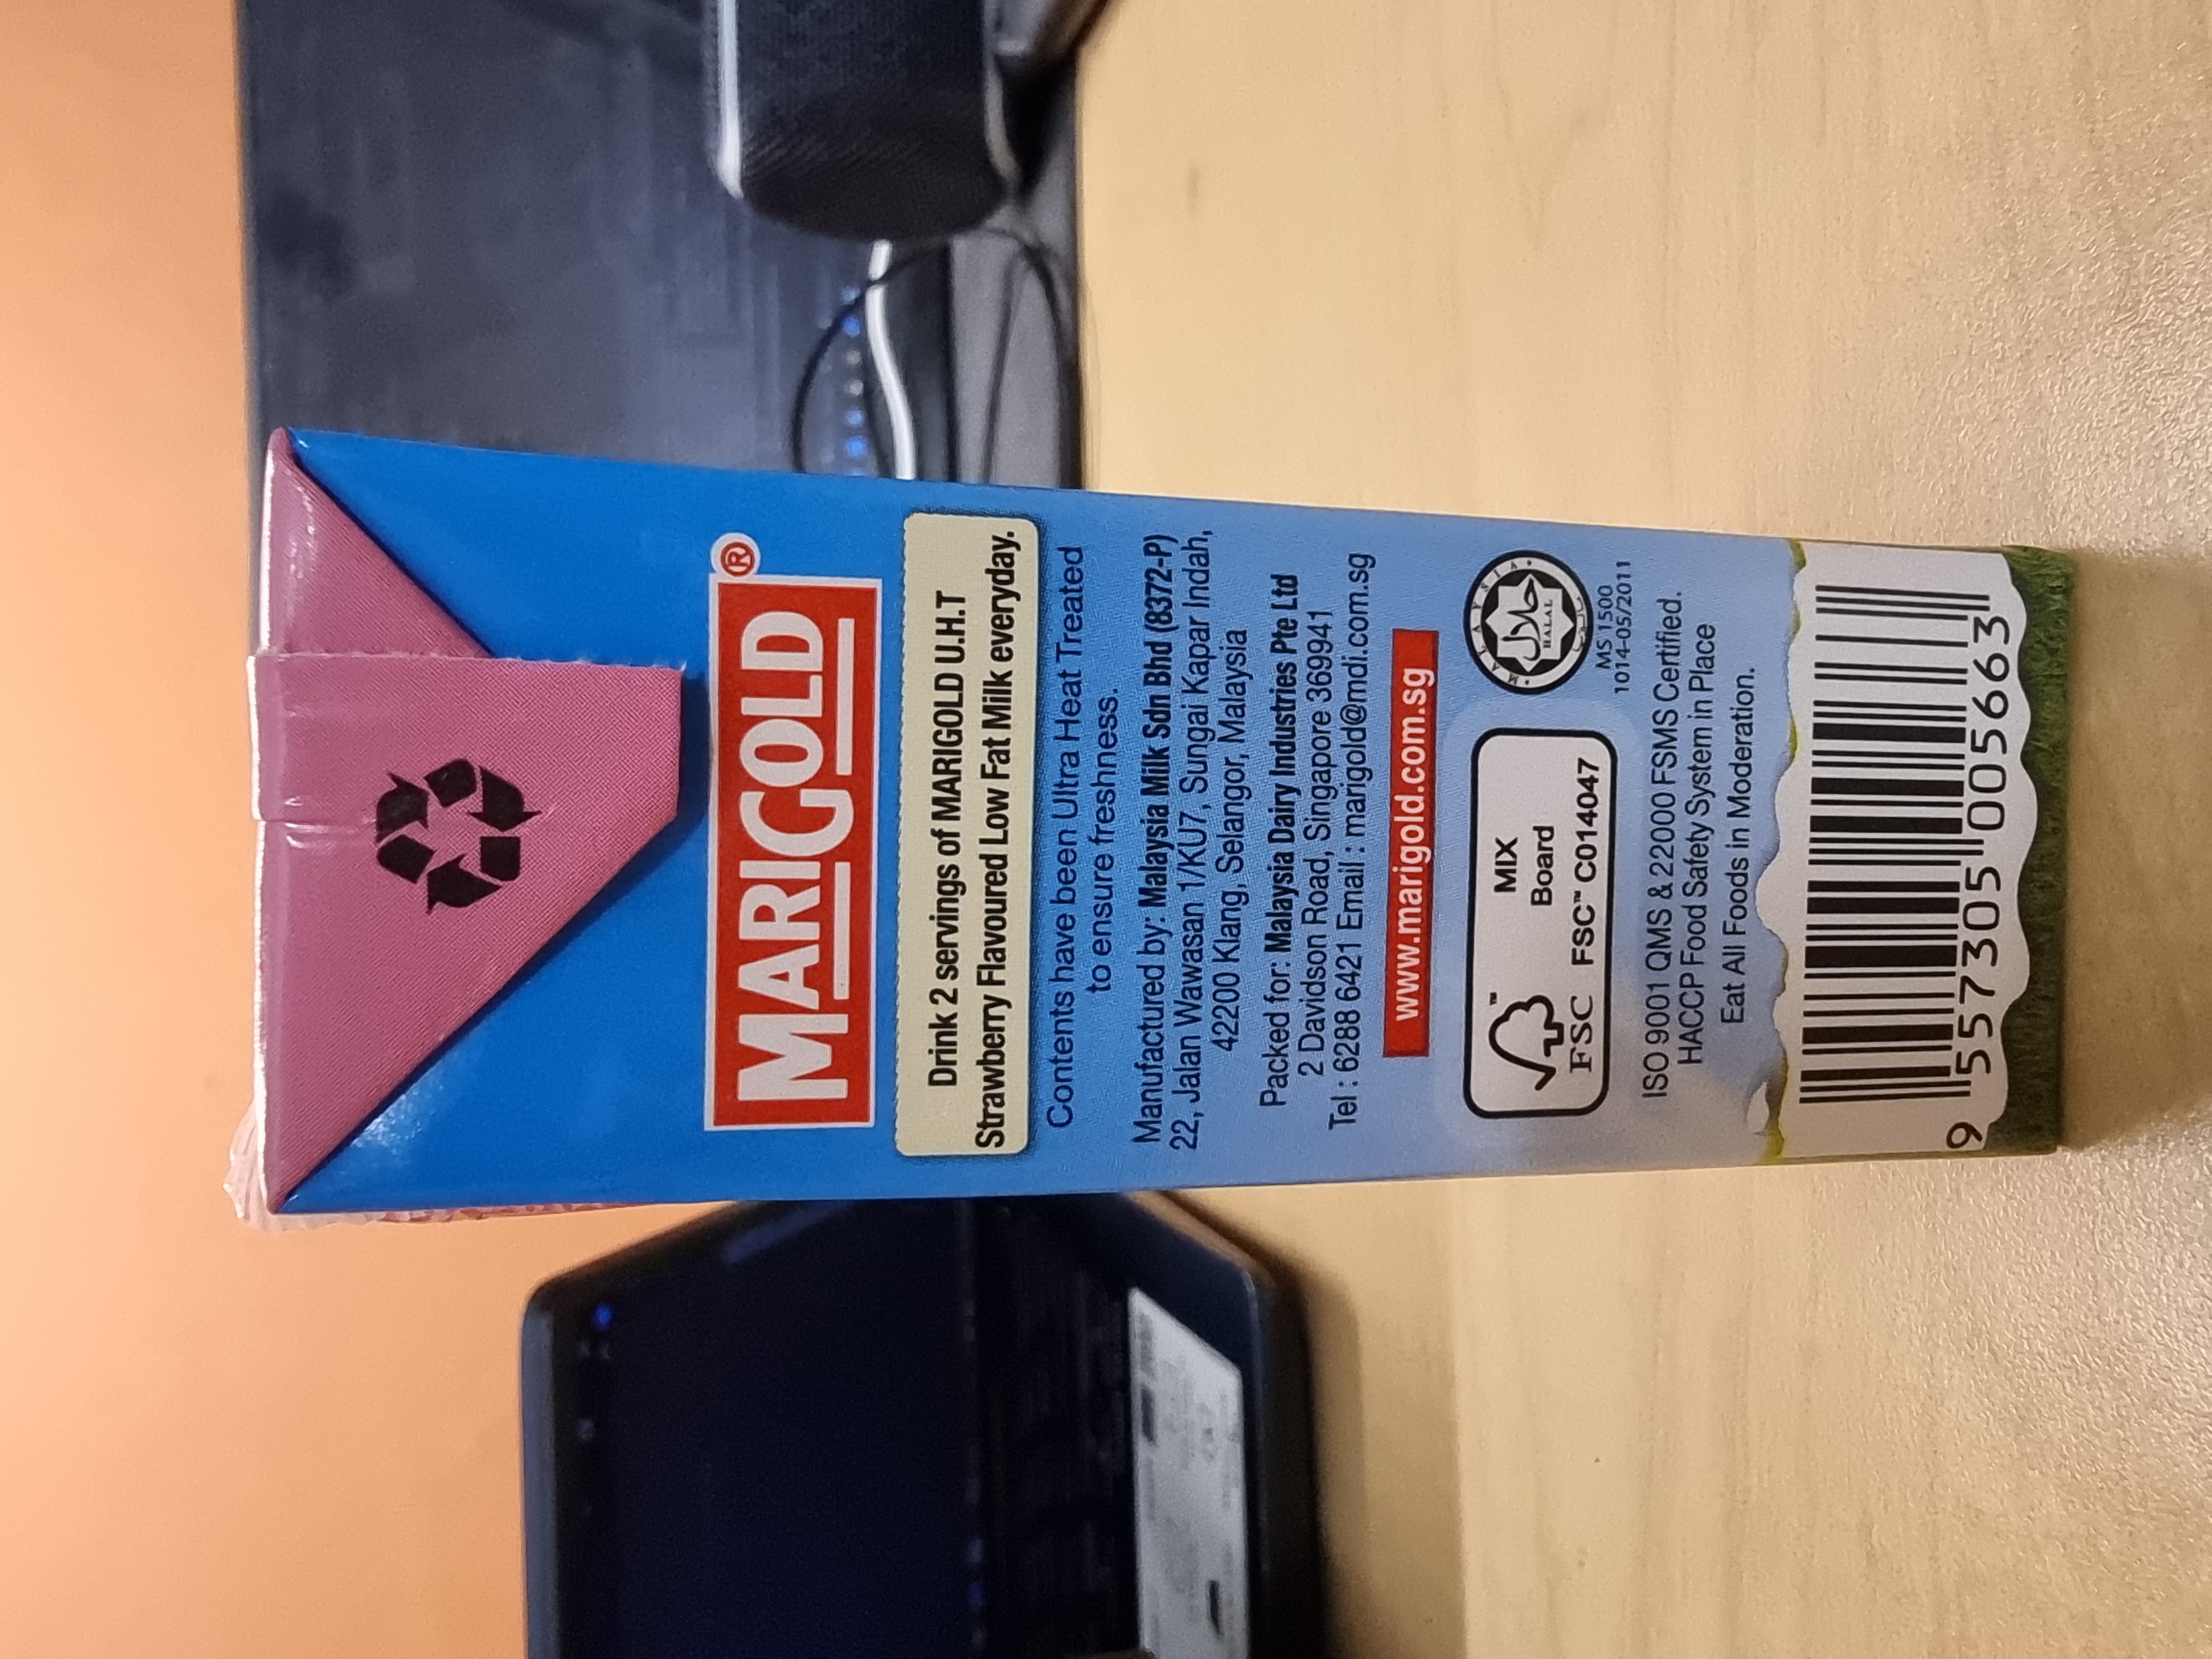 MARIGOLD®
Drink 2 servings of MARIGOLD U.H.T
Strawberry Flavoured Low Fat Milk everyday.
Contents have been Ultra Heat Treated
to ensure freshness.
Manufactured by: Malaysia Milk Sdn Bhd (8372-P)
22, Jalan Wawasan 1/KU7, Sungai Kapar Indah,
42200 Klang, Selangor, Malaysia
Packed for: Malaysia Dairy Industries Pte Ltd
2 Davidson Road, Singapore 369941
Tel : 6288 6421 Email : marigold@mdi.com.sg
www.marigold.com.sg
FSC™
MIX
Board
FSC™ C014047
MALAYSIA
حلال
HALAL
مليسيا
MS 1500
1014-05/2011
ISO 9001 QMS & 22000 FSMS Certified.
HACCP Food Safety System in Place
Eat All Foods in Moderation.
9 557305 005663